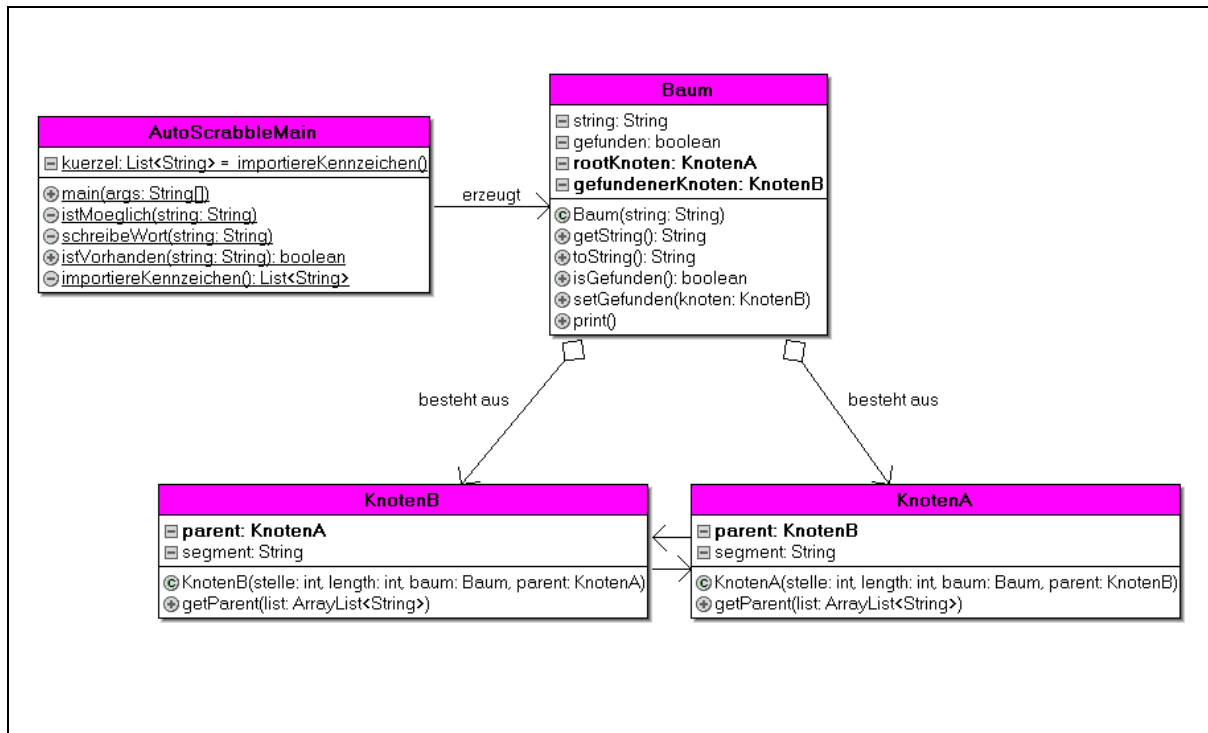 AutoScrabbleMain
kuerzel: List<String> = importiereKennzeichen()
main(args: String[])
istMoeglich(string: String)
schreibeWort(string: String)
istVorhanden(string: String): boolean
importiereKennzeichen(): List<String>
erzeugt
Baum
string: String
gefunden: boolean
rootKnoten: KnotenA
gefundenerKnoten: KnotenB
Baum(string: String)
getString(): String
toString(): String
isGefunden(): boolean
setGefunden(knoten: KnotenB)
print()
besteht aus
besteht aus
KnotenB
parent: KnotenA
segment: String
KnotenB(stelle: int, length: int, baum: Baum, parent: KnotenA)
getParent(list: ArrayList<String>)
KnotenA
parent: KnotenB
segment: String
KnotenA(stelle: int, length: int, baum: Baum, parent: KnotenB)
getParent(list: ArrayList<String>)